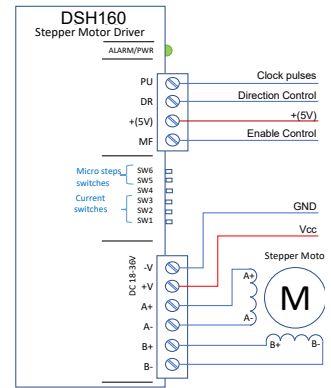 DSH160
Stepper Motor Driver
ALARM/PWR
PU
Clock pulses
DR
Direction Control
+(5V)
+(5V)
MF
Enable Control
Micro steps
switches
Current
switches
SW6
SW5
SW4
SW3
SW2
SW1
GND
Vcc
DC 18-36V
-V
+V
A+
A-
B+
B-
Stepper Moto
A+
A-
M
B+
B-